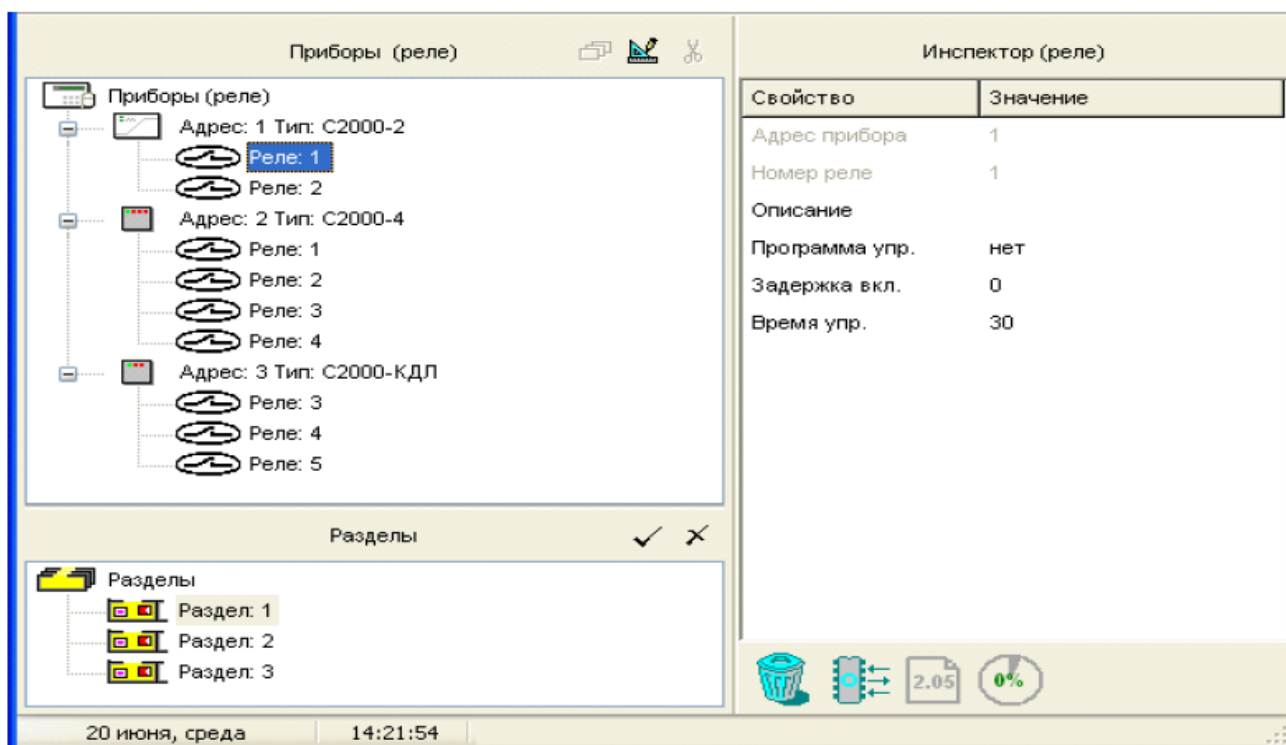 Приборы (реле)
Приборы (реле)
Адрес: 1 Тип: С2000-2
Реле: 1
Реле: 2
Адрес: 2 Тип: С2000-4
Реле: 1
Реле: 2
Реле: 3
Реле: 4
Адрес: 3 Тип: С2000-КДЛ
Реле: 3
Реле: 4
Реле: 5
Разделы
Разделы
Раздел: 1
Раздел: 2
Раздел: 3
Инспектор (реле)
Свойство Значение
Адрес прибора 1
Номер реле 1
Описание
Программа упр. нет
Задержка вкл. 0
Время упр. 30
2.05 0%
20 июня, среда 14:21:54